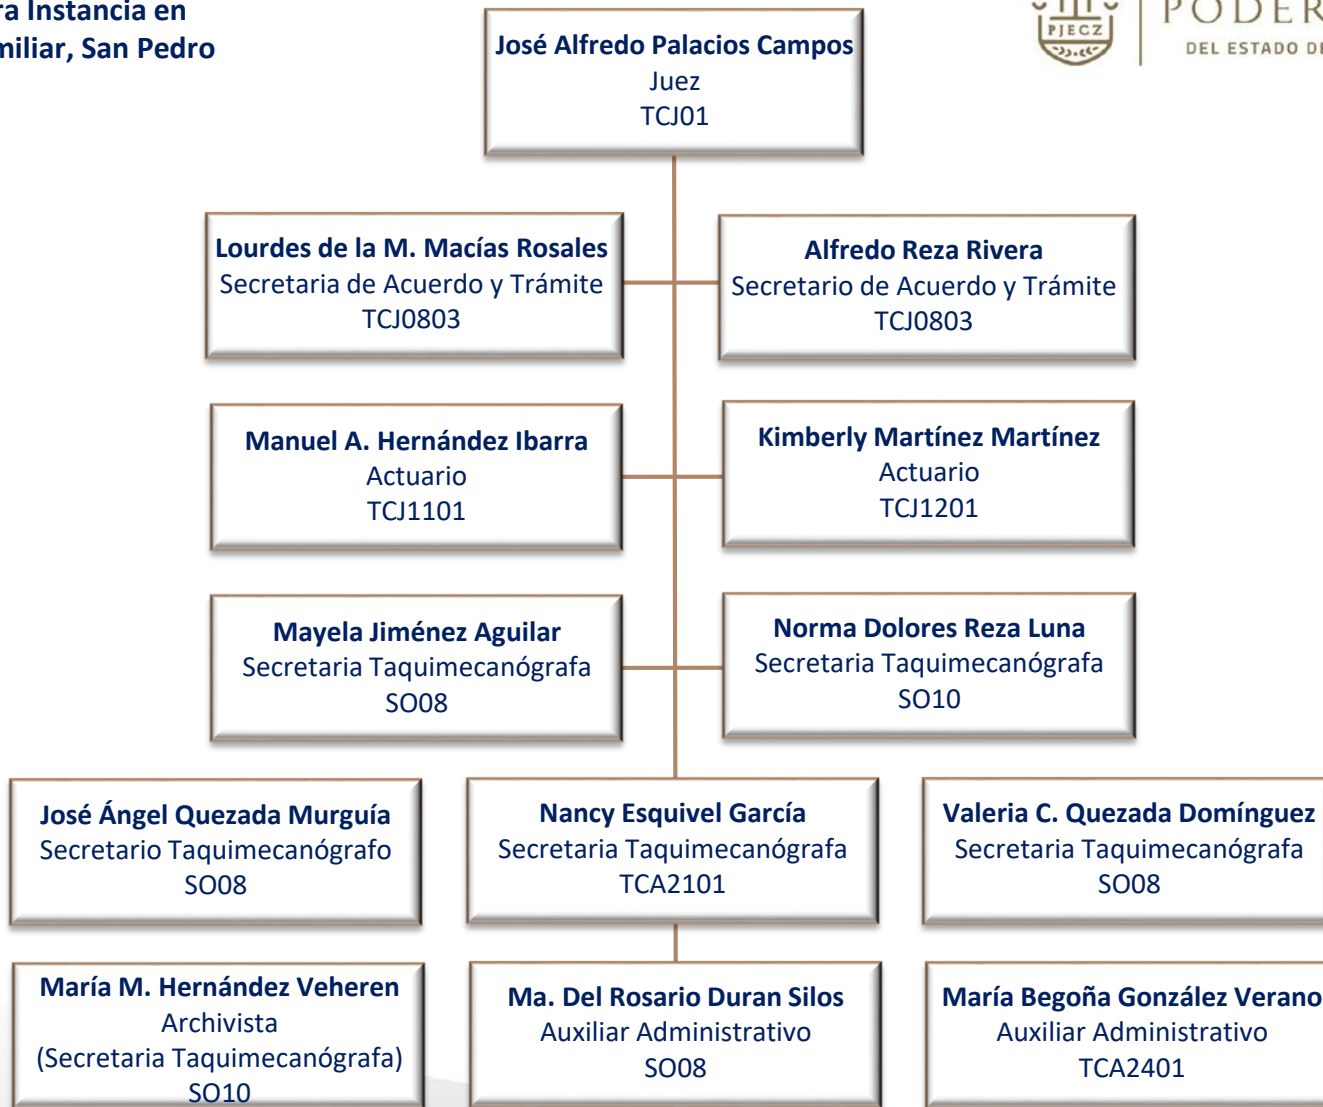 ra Instancia en
miliar, San Pedro
PJECZ
PODER
DEL ESTADO DE
José Alfredo Palacios Campos
Juez
TCJ01
Lourdes de la M. Macías Rosales
Secretaria de Acuerdo y Trámite
TCJ0803
Alfredo Reza Rivera
Secretario de Acuerdo y Trámite
TCJ0803
Manuel A. Hernández Ibarra
Actuario
TCJ1101
Kimberly Martínez Martínez
Actuario
TCJ1201
Mayela Jiménez Aguilar
Secretaria Taquimecanógrafa
SO08
Norma Dolores Reza Luna
Secretaria Taquimecanógrafa
SO10
José Ángel Quezada Murguía
Secretario Taquimecanógrafo
SO08
Nancy Esquivel García
Secretaria Taquimecanógrafa
TCA2101
Valeria C. Quezada Domínguez
Secretaria Taquimecanógrafa
SO08
María M. Hernández Veheren
Archivista
(Secretaria Taquimecanógrafa)
SO10
Ma. Del Rosario Duran Silos
Auxiliar Administrativo
SO08
María Begoña González Verano
Auxiliar Administrativo
TCA2401